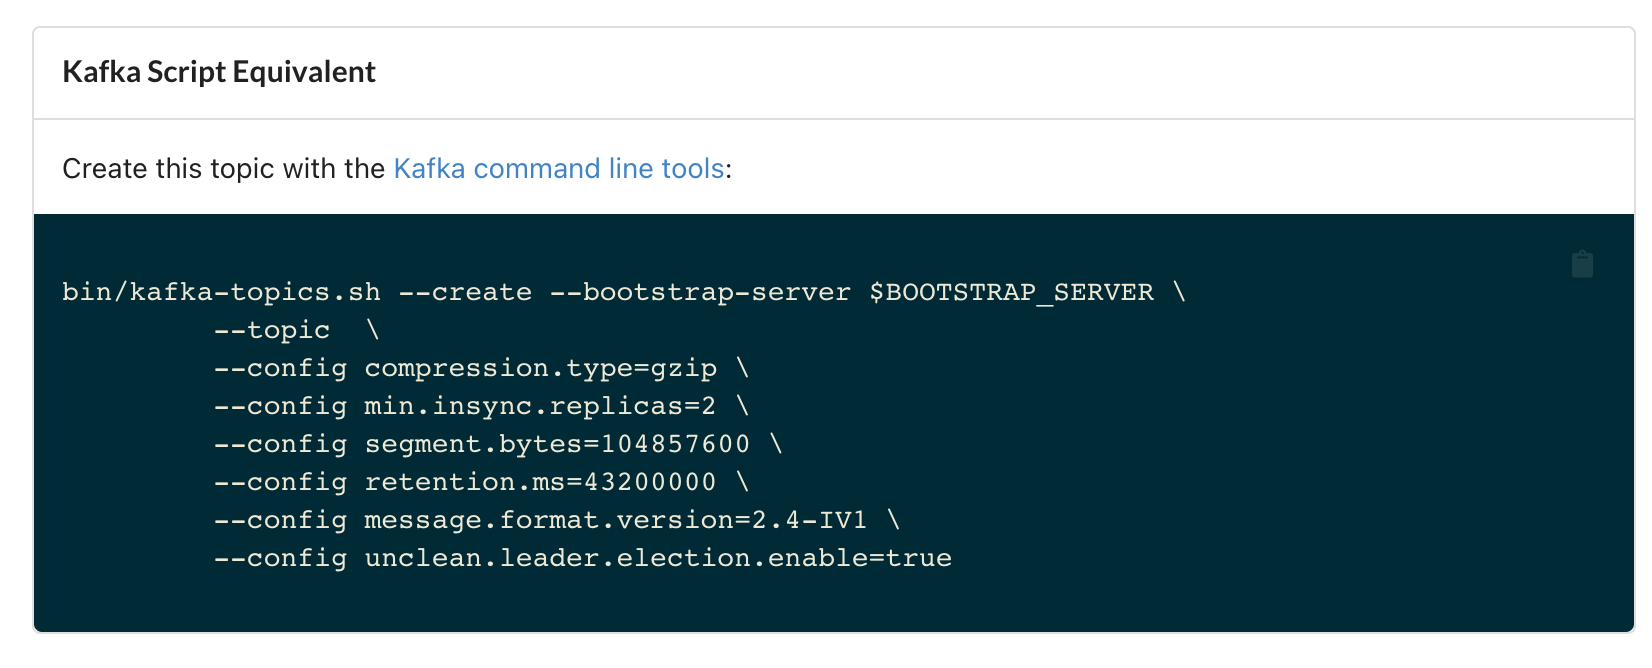 Kafka Script Equivalent
Create this topic with the Kafka command line tools:
bin/kafka-topics.sh --create --bootstrap-server $BOOTSTRAP_SERVER \
--topic  \
--config compression.type=gzip \
--config min.insync.replicas=2 \
--config segment.bytes=104857600 \
--config retention.ms=43200000 \
--config message.format.version=2.4-IV1 \
--config unclean.leader.election.enable=true